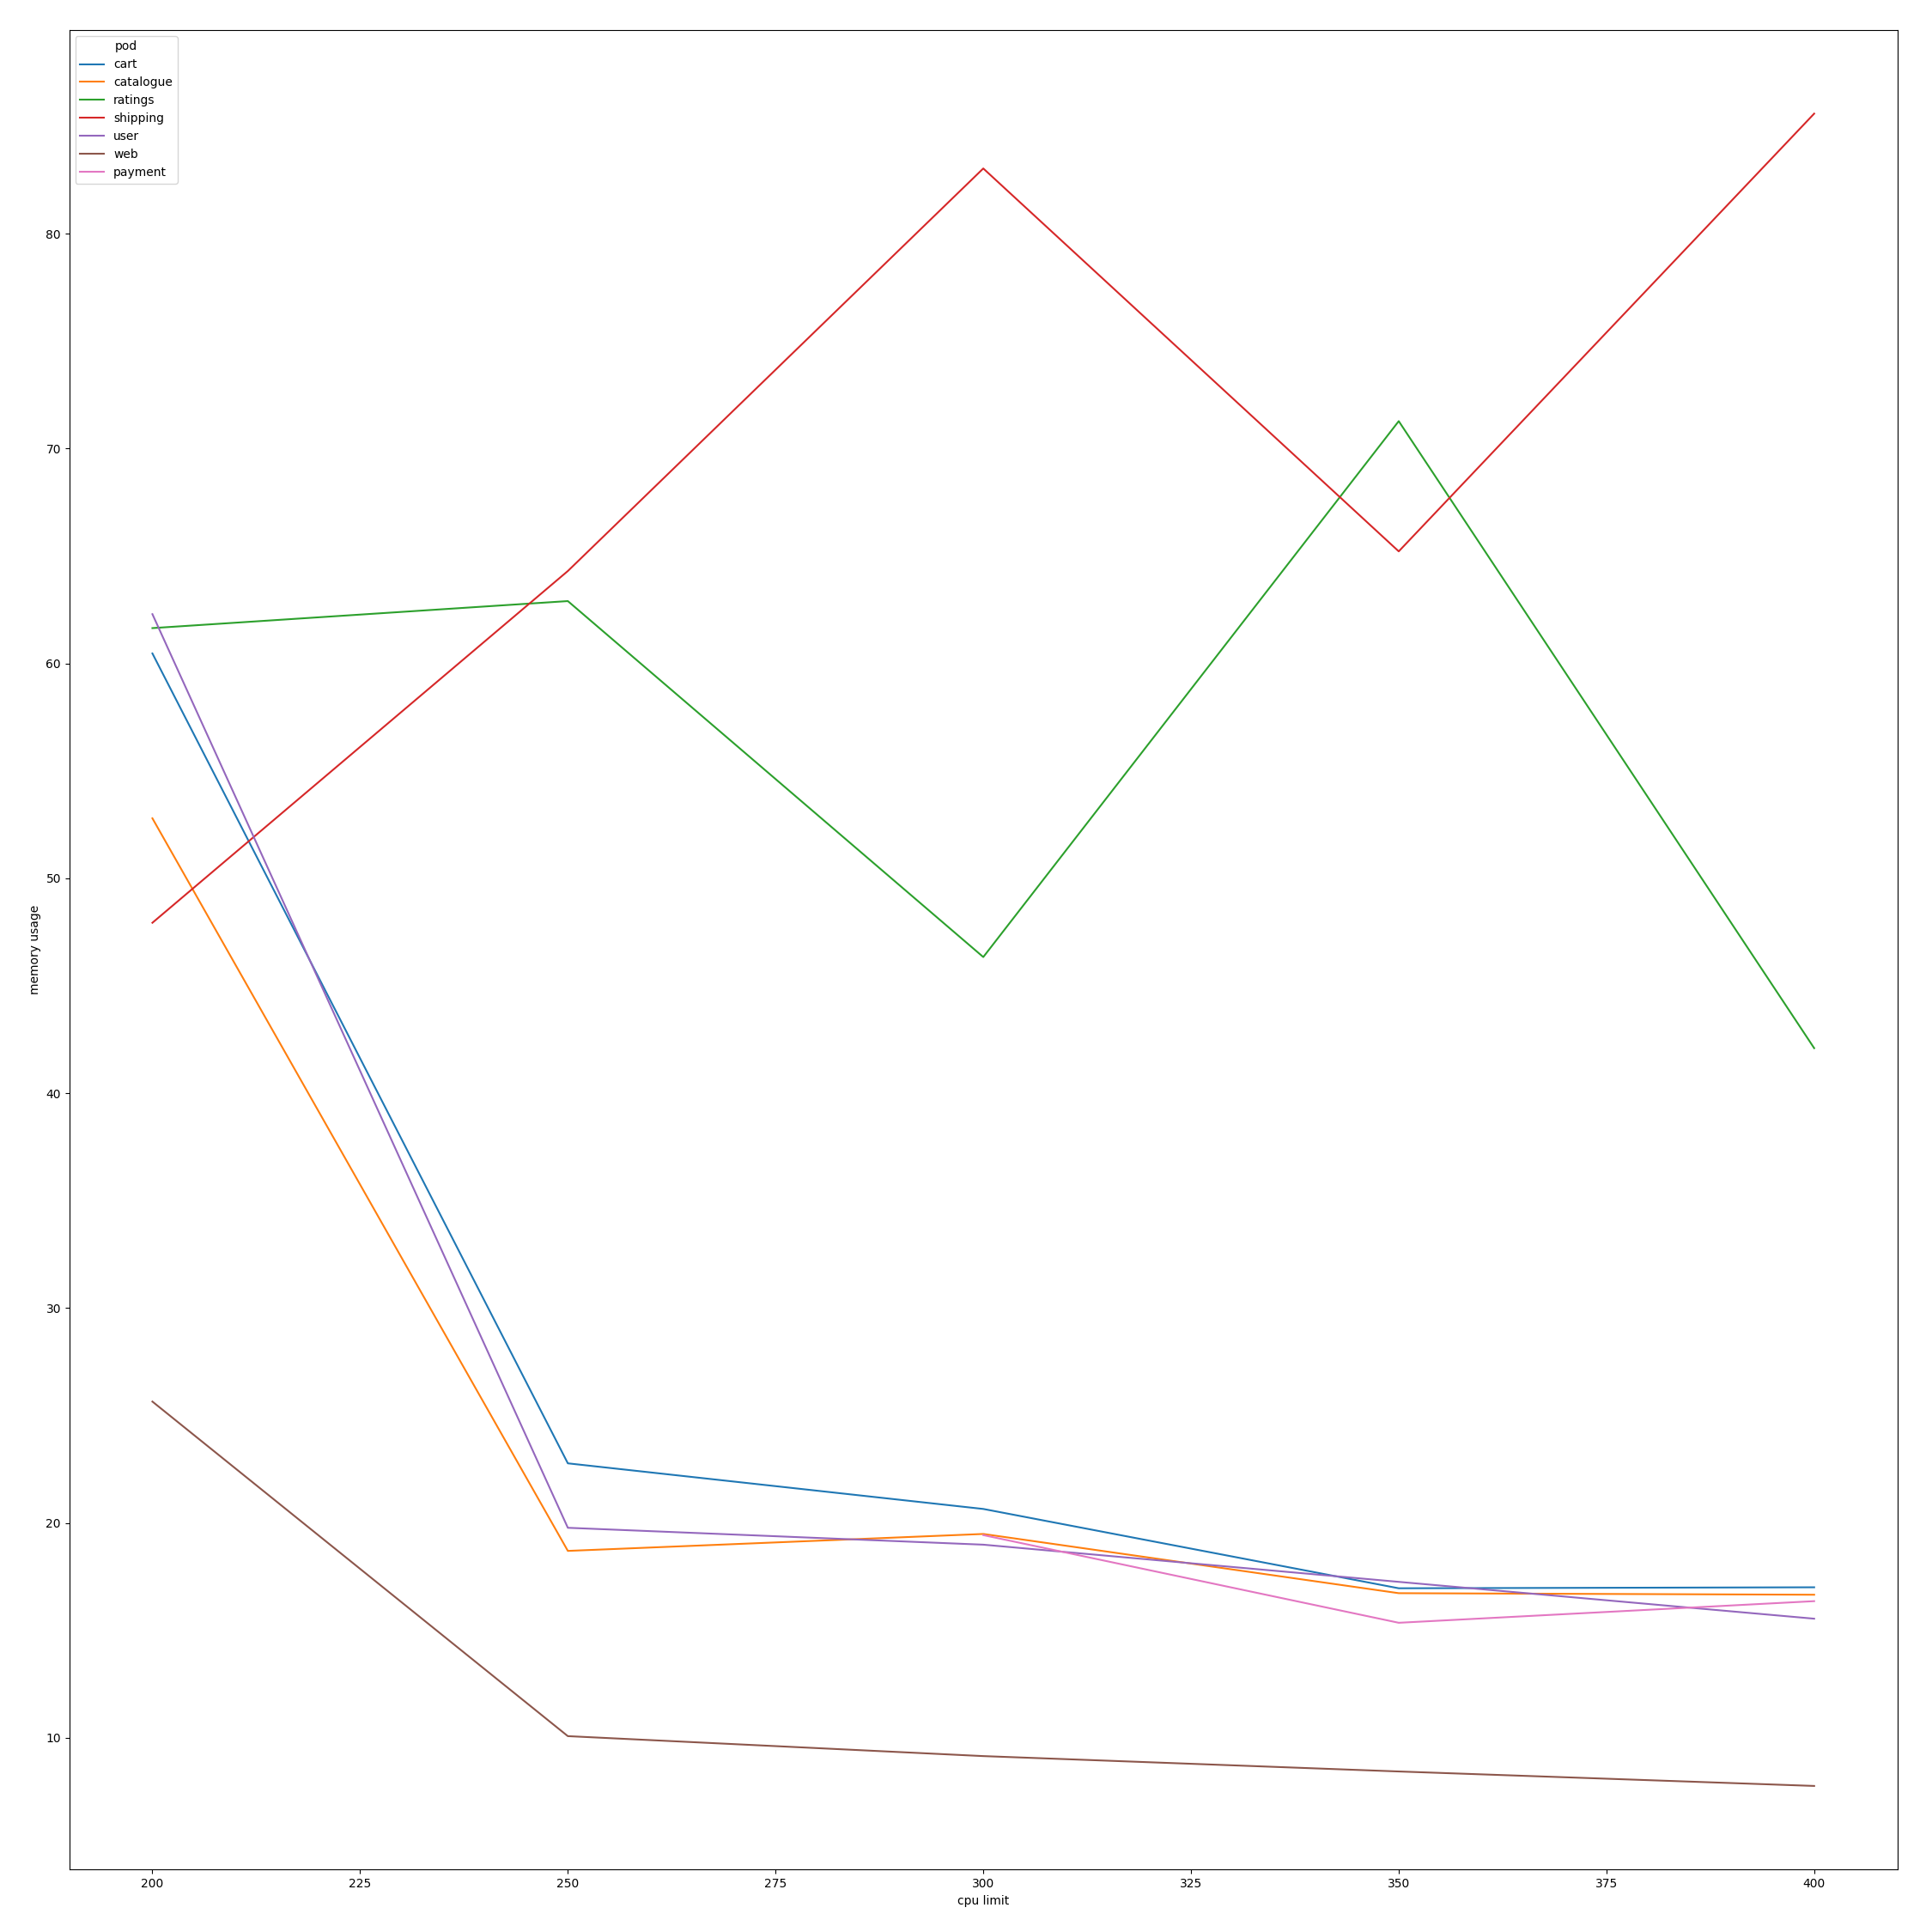 pod
cart
catalogue
ratings
shipping
user
web
payment
80
70
60
50
40
30
20
10
memory usage
200 225 250 275 300 325 350 375 400
cpu limit